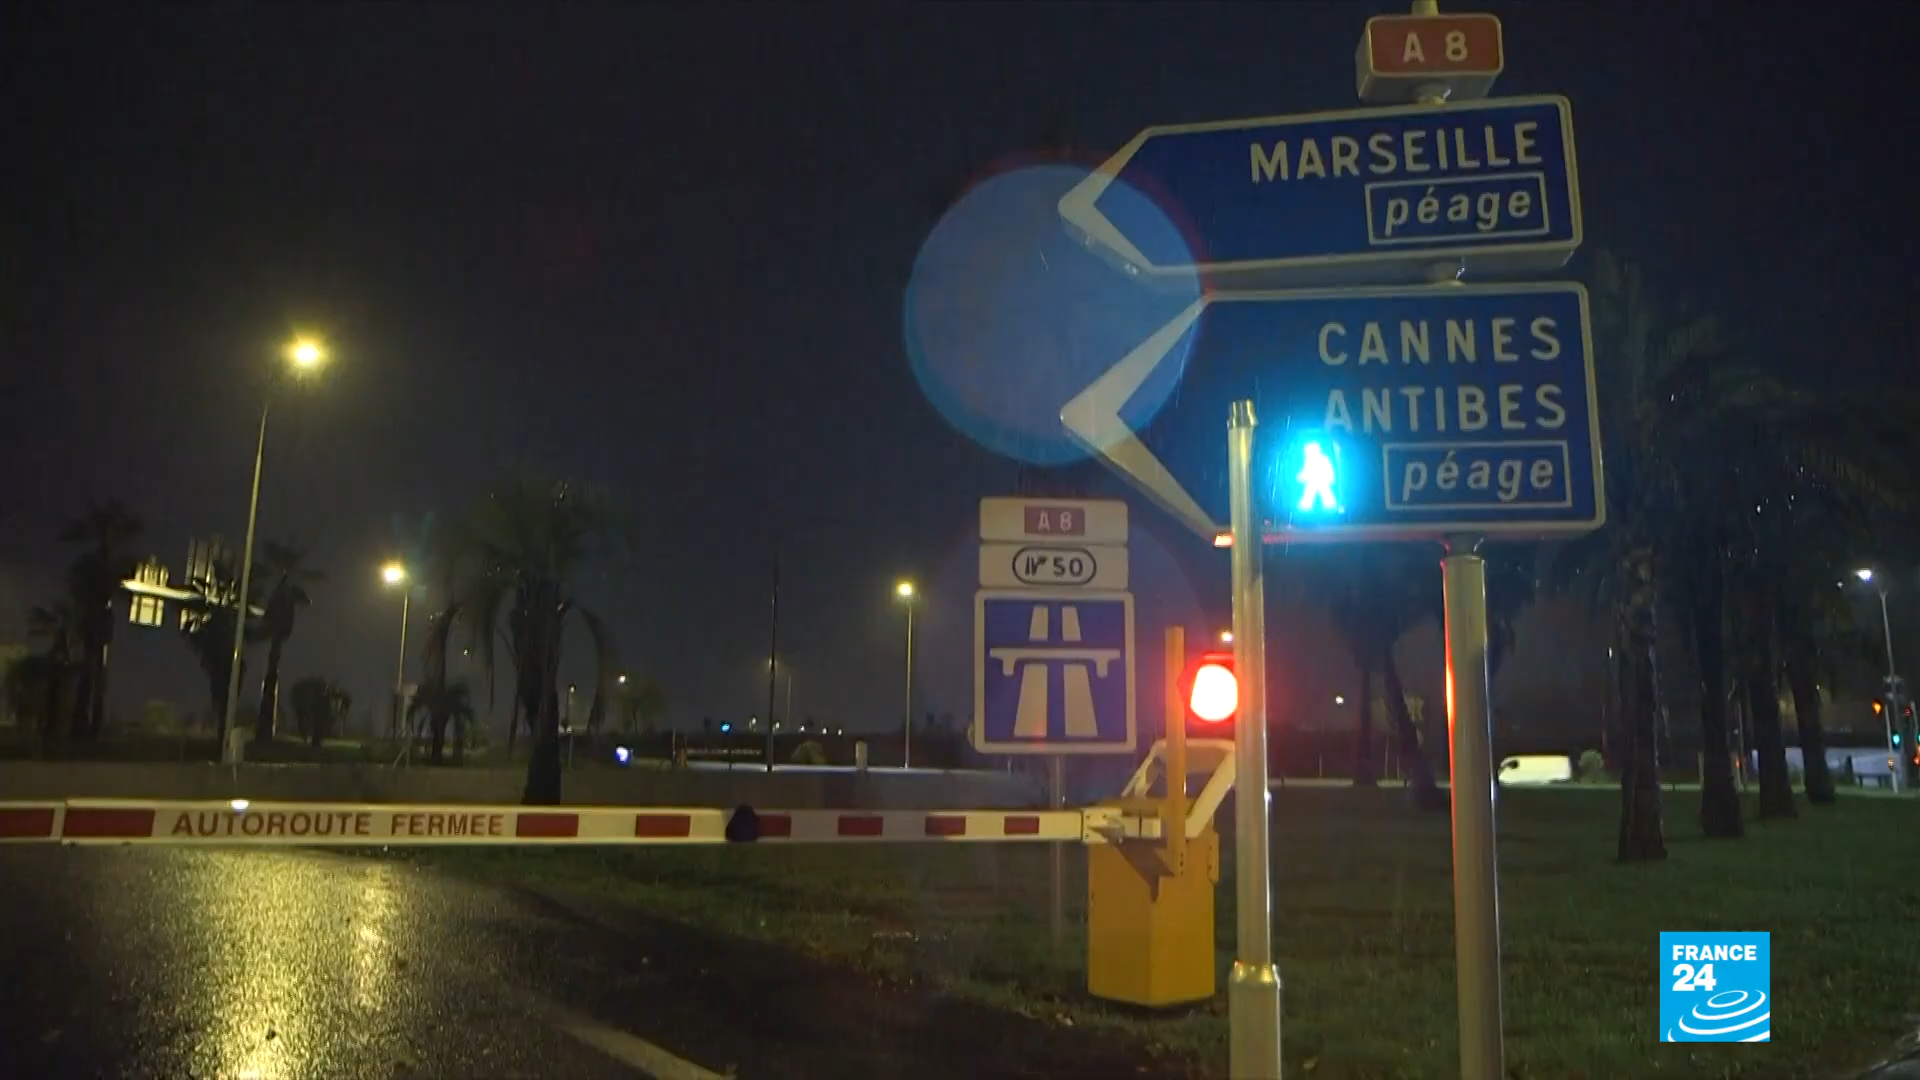 A 8
MARSEILLE
péage
CANNES
ANTIBES
péage
A 8
N° 50
AUTOROUTE FERMEE
FRANCE
24